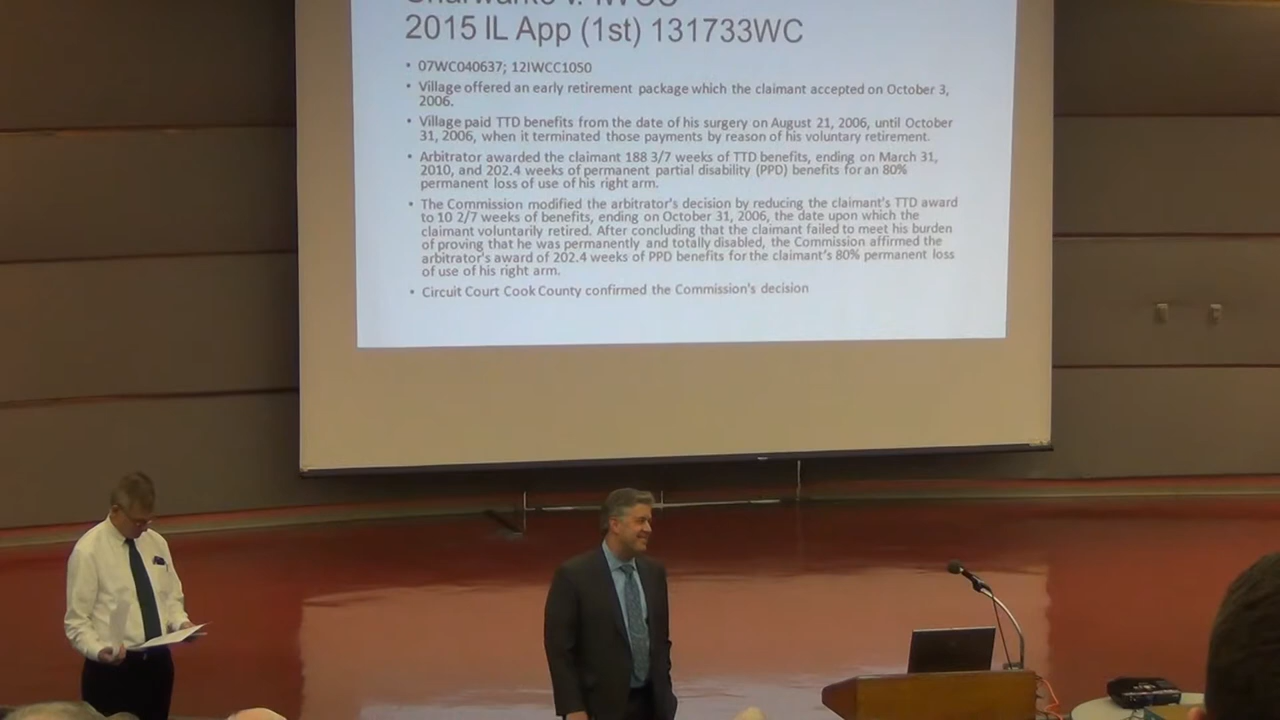 v. IWCC
2015 IL App (1st) 131733WC
• 07WC040637; 12IWCC1050
• Village offered an early retirement package which the claimant accepted on October 3,
2006.
• Village paid TTD benefits from the date of his surgery on August 21, 2006, until October
31, 2006, when it terminated those payments by reason of his voluntary retirement.
• Arbitrator awarded the claimant 188 3/7 weeks of TTD benefits, ending on March 31,
2010, and 202.4 weeks of permanent partial disability (PPD) benefits for an 80%
permanent loss of use of his right arm.
• The Commission modified the arbitrator's decision by reducing the claimant's TTD award
to 10 2/7 weeks of benefits, ending on October 31, 2006, the date upon which the
claimant voluntarily retired. After concluding that the claimant failed to meet his burden
of proving that he was permanently and totally disabled, the Commission affirmed the
arbitrator's award of 202.4 weeks of PPD benefits for the claimant's 80% permanent loss
of use of his right arm.
• Circuit Court Cook County confirmed the Commission's decision